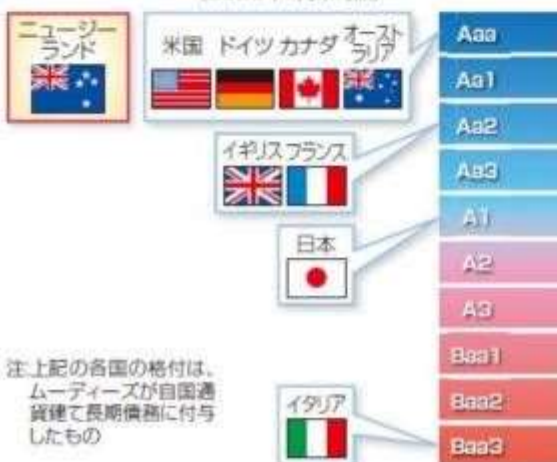 ニュージー
ランド
米国 ドイツ カナダ オースト
ラリア
イギリス フランス
日本
イタリア
Aaa
Aa1
Aa2
Aa3
A1
A2
A3
Baa1
Baa2
Baa3
注 上記の各国の格付は、
ムーディーズが自国通
貨建て長期債務に付与
したもの